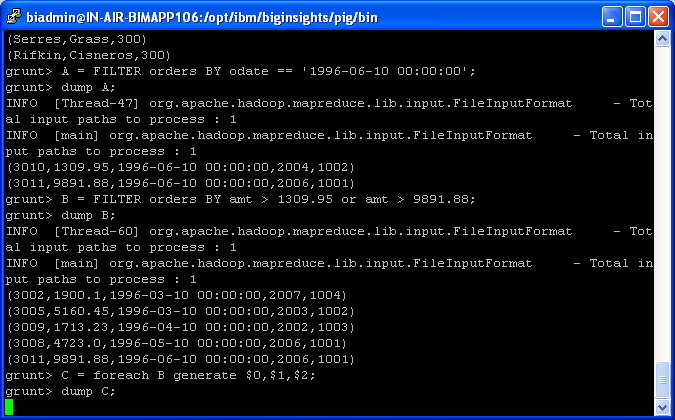 biadmin@IN-AIR-BIMAPP106:/opt/ibm/biginsights/pig/bin
(Serres,Grass,300)
(Rifkin,Cisneros,300)
grunt> A = FILTER orders BY odate == '1996-06-10 00:00:00';
grunt> dump A;
INFO  [Thread-47] org.apache.hadoop.mapreduce.lib.input.FileInputFormat     - Tot
al input paths to process : 1
INFO  [main] org.apache.hadoop.mapreduce.lib.input.FileInputFormat     - Total in
put paths to process : 1
(3010,1309.95,1996-06-10 00:00:00,2004,1002)
(3011,9891.88,1996-06-10 00:00:00,2006,1001)
grunt> B = FILTER orders BY amt > 1309.95 or amt > 9891.88;
grunt> dump B;
INFO  [Thread-60] org.apache.hadoop.mapreduce.lib.input.FileInputFormat     - Tot
al input paths to process : 1
INFO  [main] org.apache.hadoop.mapreduce.lib.input.FileInputFormat     - Total in
put paths to process : 1
(3002,1900.1,1996-03-10 00:00:00,2007,1004)
(3005,5160.45,1996-03-10 00:00:00,2003,1002)
(3009,1713.23,1996-04-10 00:00:00,2002,1003)
(3008,4723.0,1996-05-10 00:00:00,2006,1001)
(3011,9891.88,1996-06-10 00:00:00,2006,1001)
grunt> C = foreach B generate $0,$1,$2;
grunt> dump C;